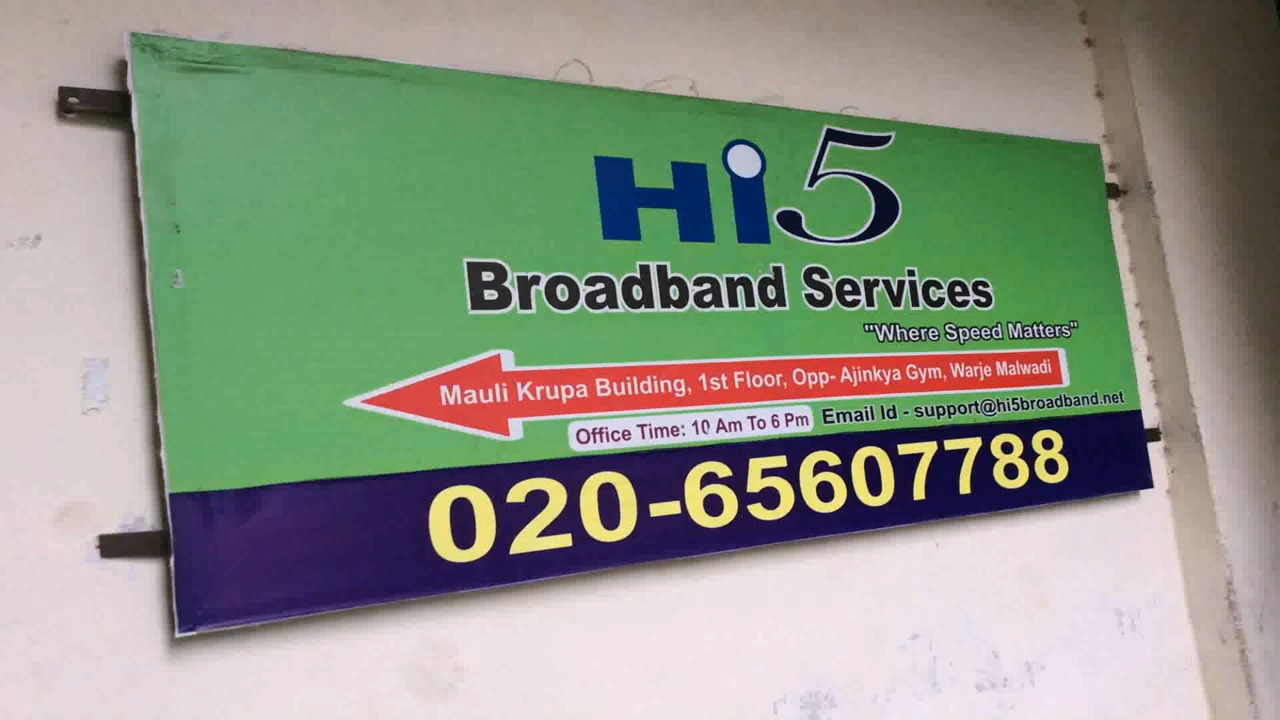 Hi5
Broadband Services
"Where Speed Matters"
Mauli Krupa Building, 1st Floor, Opp- Ajinkya Gym, Warje Malwadi
Office Time: 10 Am To 6 Pm Email Id - support@hi5broadband.net
020-65607788